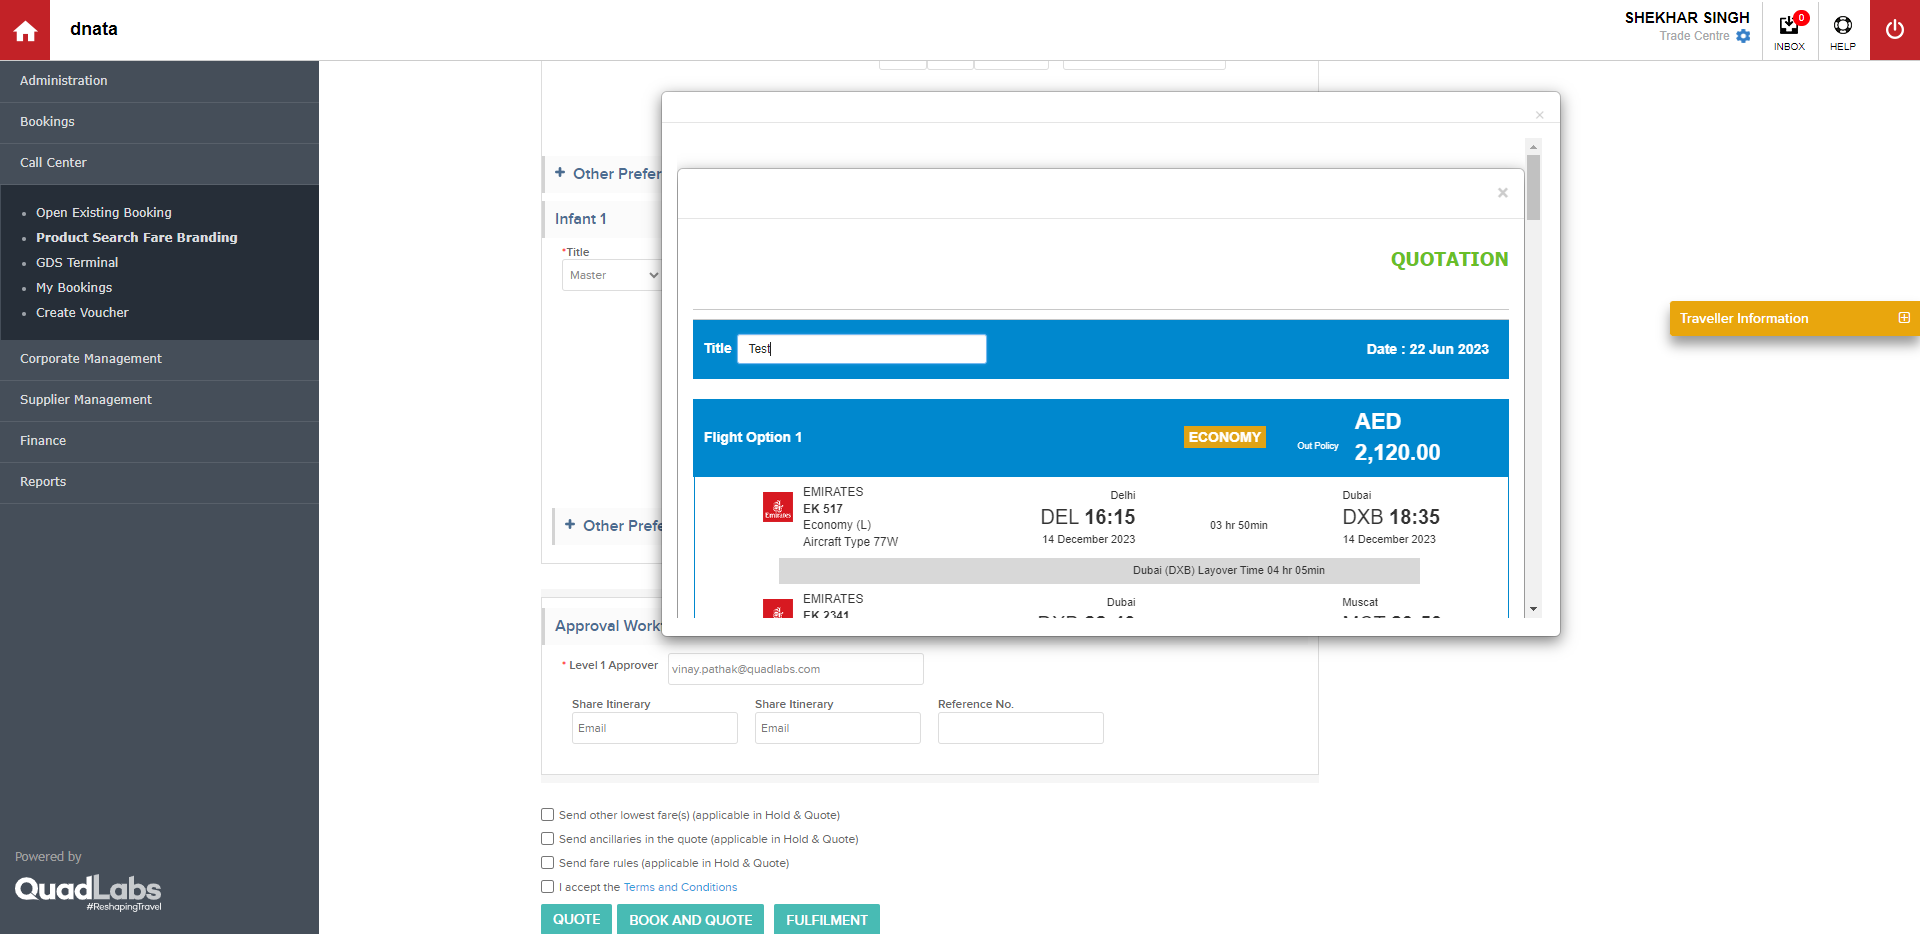 dnata
SHEKHAR SINGH
Trade Centre
0
INBOX
HELP
Administration
Bookings
Call Center
Open Existing Booking
Product Search Fare Branding
GDS Terminal
My Bookings
Create Voucher
Corporate Management
Supplier Management
Finance
Reports
Powered by
QuadLabs
#ReshapingTravel
+ Other Prefer
Infant 1
*Title
Master
+ Other Prefe
×
×
QUOTATION
Title Test
Date : 22 Jun 2023
Flight Option 1
ECONOMY
Out Policy
AED
2,120.00
Emirates
EMIRATES
EK 517
Economy (L)
Aircraft Type 77W
Delhi
DEL 16:15
14 December 2023
03 hr 50min
Dubai
DXB 18:35
14 December 2023
Dubai (DXB) Layover Time 04 hr 05min
EMIRATES
EK 2341
Dubai
Muscat
Traveller Information
Approval Work
* Level 1 Approver
vinay.pathak@quadlabs.com
Share Itinerary
Email
Share Itinerary
Email
Reference No.
Send other lowest fare(s) (applicable in Hold & Quote)
Send ancillaries in the quote (applicable in Hold & Quote)
Send fare rules (applicable in Hold & Quote)
I accept the Terms and Conditions
QUOTE
BOOK AND QUOTE
FULFILMENT